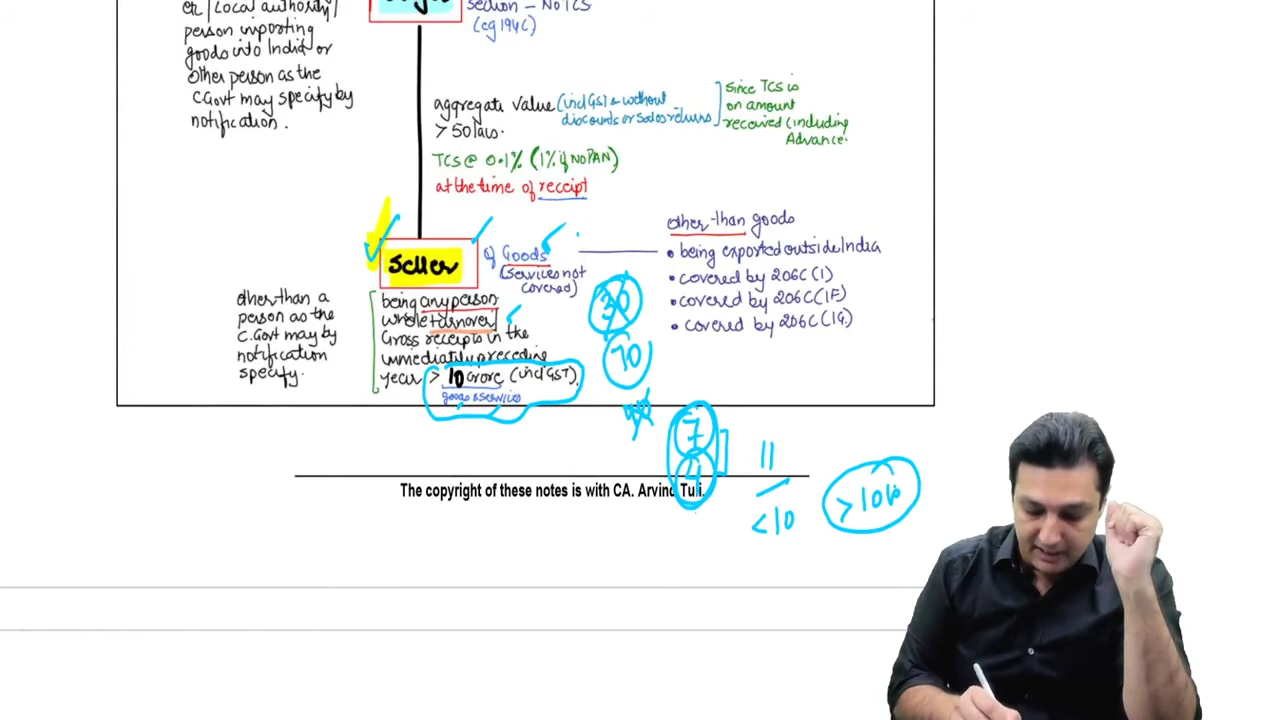 er/Local authority/
person importing
goods into India or
other person as the
C.Govt may specify by
notification.
section - NO TCS
(eg 194C)
aggregate value (incl GST & without
discounts or sales returns)
> 50 lacs.
since TCS is
on amount
received (including
Advance.
TCS @ 0.1% (1% if NO PAN)
at the time of receipt
Seller
of Goods
(Services not
covered)
other than goods
• being exported outside India
• covered by 206C(1)
• covered by 206C(1F)
• covered by 206C(1G)
other than a
person as the
C.Govt may by
notification
specify.
being any person
whole turnover/
Gross receipts in the
immediately preceding
year > 10 crore (incl GST).
goods & services
30
70
7
4
11
<10
>10
The copyright of these notes is with CA. Arvind Tuli.